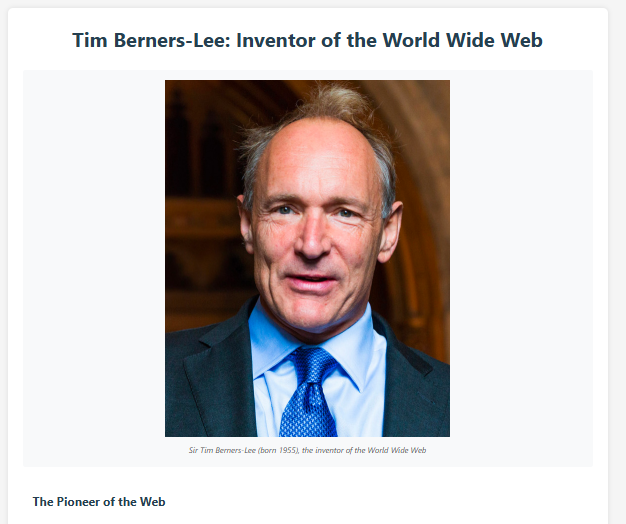 Tim Berners-Lee: Inventor of the World Wide Web
Sir Tim Berners-Lee (born 1955), the inventor of the World Wide Web
The Pioneer of the Web